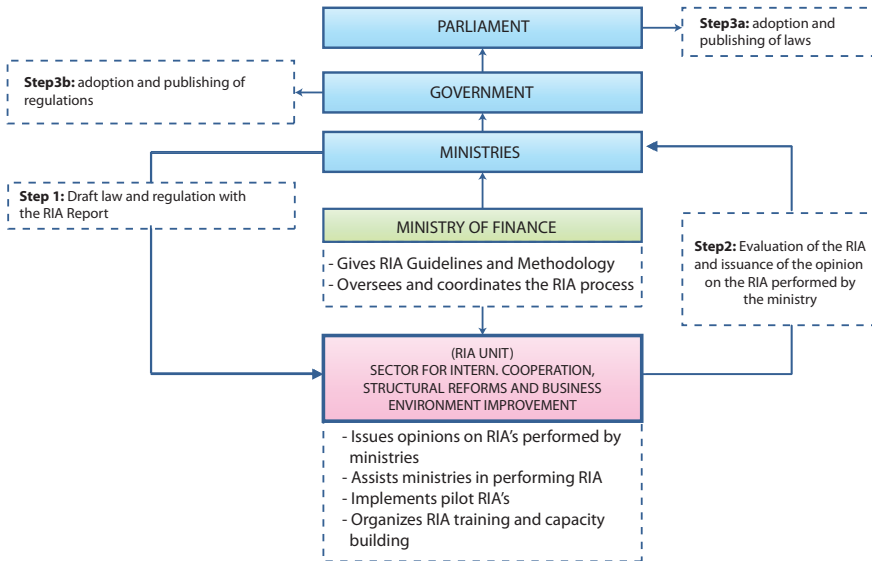 PARLIAMENT
Step3a: adoption and
publishing of laws
Step3b: adoption and publishing of
regulations
GOVERNMENT
MINISTRIES
Step 1: Draft law and regulation with
the RIA Report
MINISTRY OF FINANCE
- Gives RIA Guidelines and Methodology
- Oversees and coordinates the RIA process
Step2: Evaluation of the RIA
and issuance of the opinion
on the RIA performed by
the ministry
(RIA UNIT)
SECTOR FOR INTERN. COOPERATION,
STRUCTURAL REFORMS AND BUSINESS
ENVIRONMENT IMPROVEMENT
- Issues opinions on RIA's performed by
ministries
- Assists ministries in performing RIA
- Implements pilot RIA's
- Organizes RIA training and capacity
building